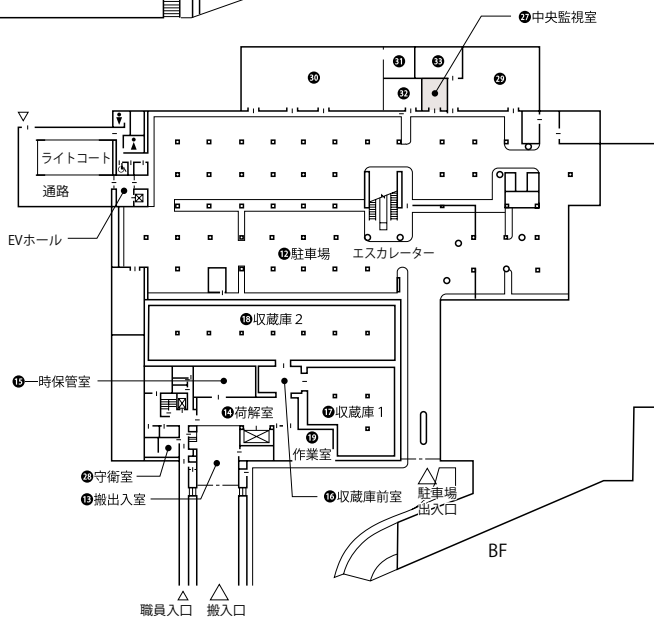 ㉗中央監視室
㉛
㉝
㉚
㉜
㉙
ライトコート
通路
EVホール
⑫駐車場
エスカレーター
⑱収蔵庫2
⑮一時保管室
⑭荷解室
⑰収蔵庫1
⑲
作業室
㉘守衛室
⑬搬出入室
⑯収蔵庫前室
駐車場
出入口
BF
職員入口
搬入口